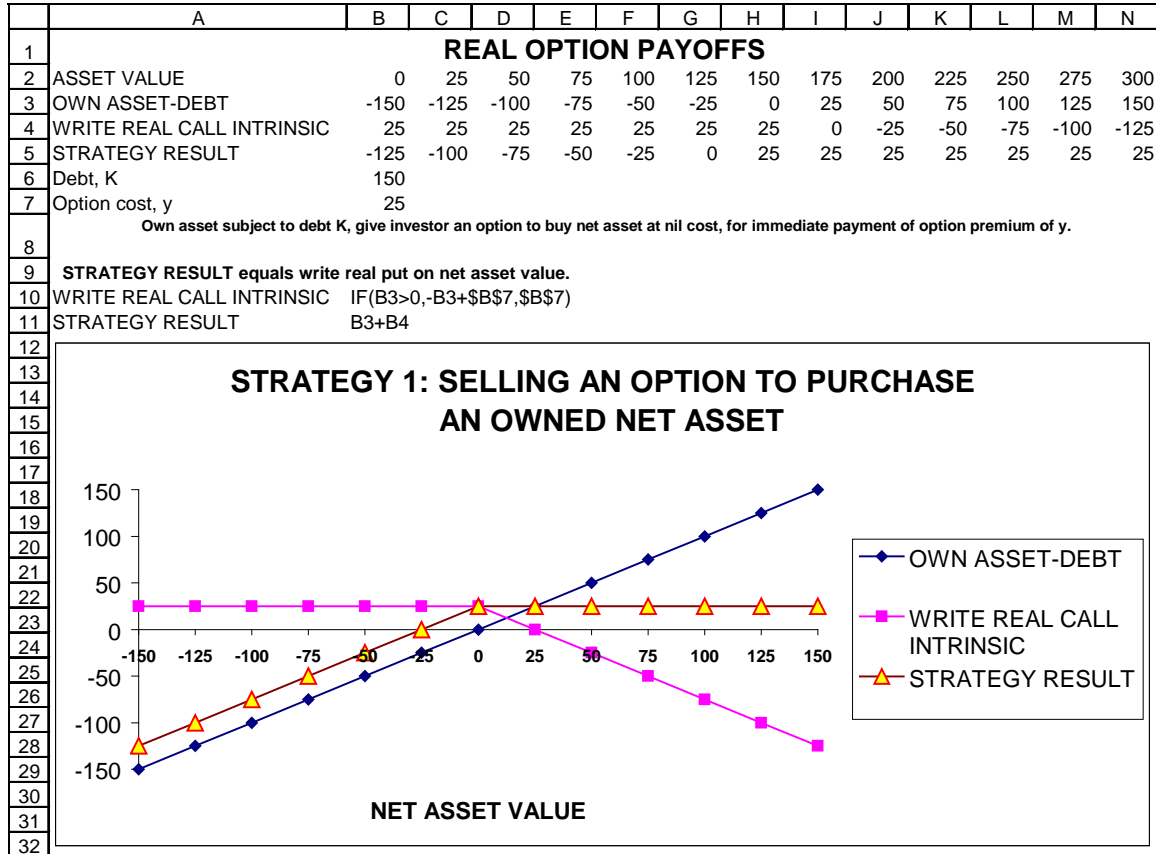 A B C D E F G H I J K L M N
1 REAL OPTION PAYOFFS
2 ASSET VALUE 0 25 50 75 100 125 150 175 200 225 250 275 300
3 OWN ASSET-DEBT -150 -125 -100 -75 -50 -25 0 25 50 75 100 125 150
4 WRITE REAL CALL INTRINSIC 25 25 25 25 25 25 25 0 -25 -50 -75 -100 -125
5 STRATEGY RESULT -125 -100 -75 -50 -25 0 25 25 25 25 25 25 25
6 Debt, K 150
7 Option cost, y 25
Own asset subject to debt K, give investor an option to buy net asset at nil cost, for immediate payment of option premium of y.
8
9 STRATEGY RESULT equals write real put on net asset value.
10 WRITE REAL CALL INTRINSIC IF(B3>0,-B3+$B$7,$B$7)
11 STRATEGY RESULT B3+B4
12
13
14
15
16
17
18
19
20
21
22
23
24
25
26
27
28
29
30
31
32
STRATEGY 1: SELLING AN OPTION TO PURCHASE
AN OWNED NET ASSET
150
100
50
0
-50
-100
-150
-150 -125 -100 -75 -50 -25 0 25 50 75 100 125 150
NET ASSET VALUE
OWN ASSET-DEBT
WRITE REAL CALL
INTRINSIC
STRATEGY RESULT